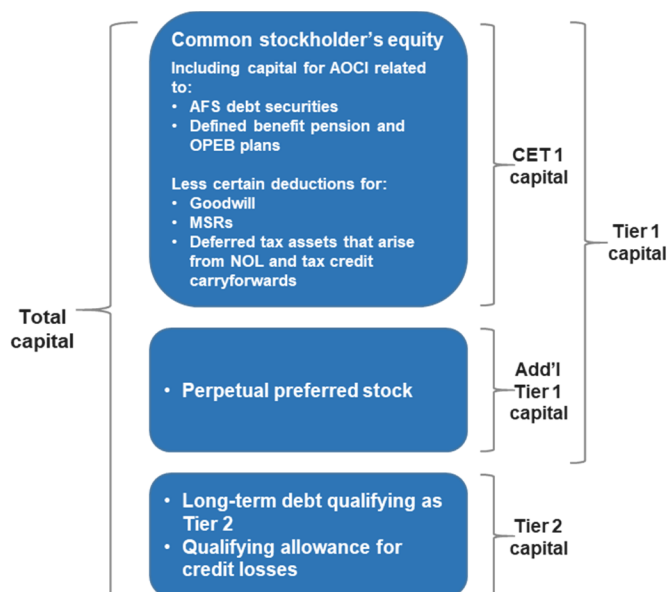 Common stockholder's equity
Including capital for AOCI related
to:
• AFS debt securities
• Defined benefit pension and
OPEB plans
Less certain deductions for:
• Goodwill
• MSRs
• Deferred tax assets that arise
from NOL and tax credit
carryforwards
CET 1
capital
Tier 1
capital
Total
capital
• Perpetual preferred stock
Add'l
Tier 1
capital
• Long-term debt qualifying as
Tier 2
• Qualifying allowance for
credit losses
Tier 2
capital